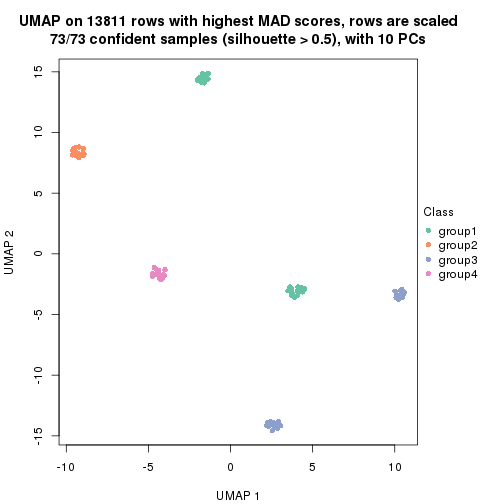 UMAP on 13811 rows with highest MAD scores, rows are scaled
73/73 confident samples (silhouette > 0.5), with 10 PCs
15
10
5
0
-5
-10
-15
UMAP 2
-10 -5 0 5 10
UMAP 1
Class
group1
group2
group3
group4